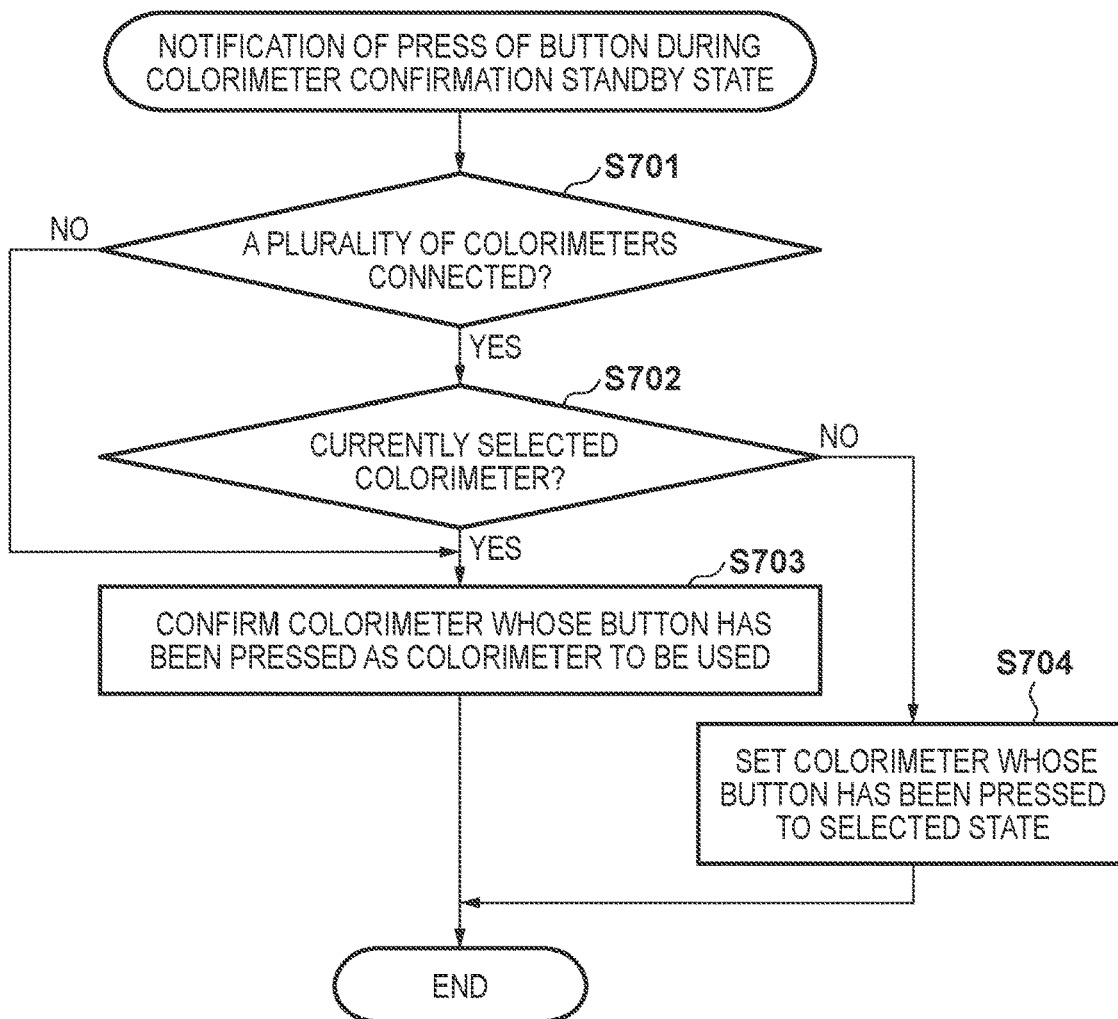 NOTIFICATION OF PRESS OF BUTTON DURING
COLORIMETER CONFIRMATION STANDBY STATE
S701
NO
A PLURALITY OF COLORIMETERS
CONNECTED?
YES
S702
NO
CURRENTLY SELECTED
COLORIMETER?
YES
S703
CONFIRM COLORIMETER WHOSE BUTTON HAS
BEEN PRESSED AS COLORIMETER TO BE USED
S704
SET COLORIMETER WHOSE
BUTTON HAS BEEN PRESSED
TO SELECTED STATE
END